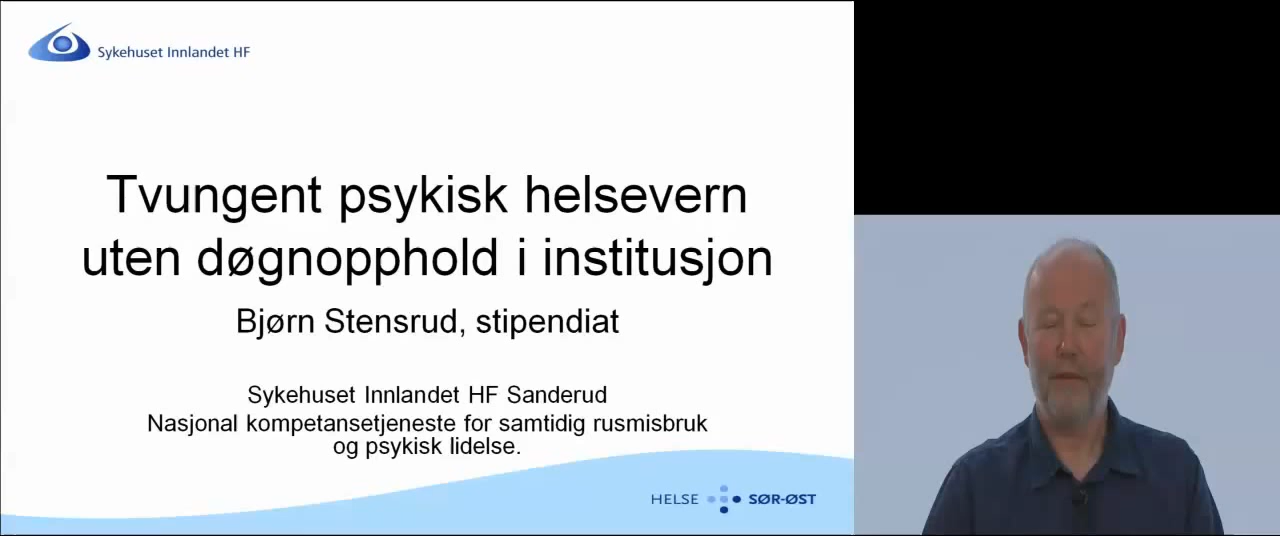 Sykehuset Innlandet HF
Tvungent psykisk helsevern
uten døgnopphold i institusjon
Bjørn Stensrud, stipendiat
Sykehuset Innlandet HF Sanderud
Nasjonal kompetansetjeneste for samtidig rusmisbruk
og psykisk lidelse.
HELSE SØR-ØST